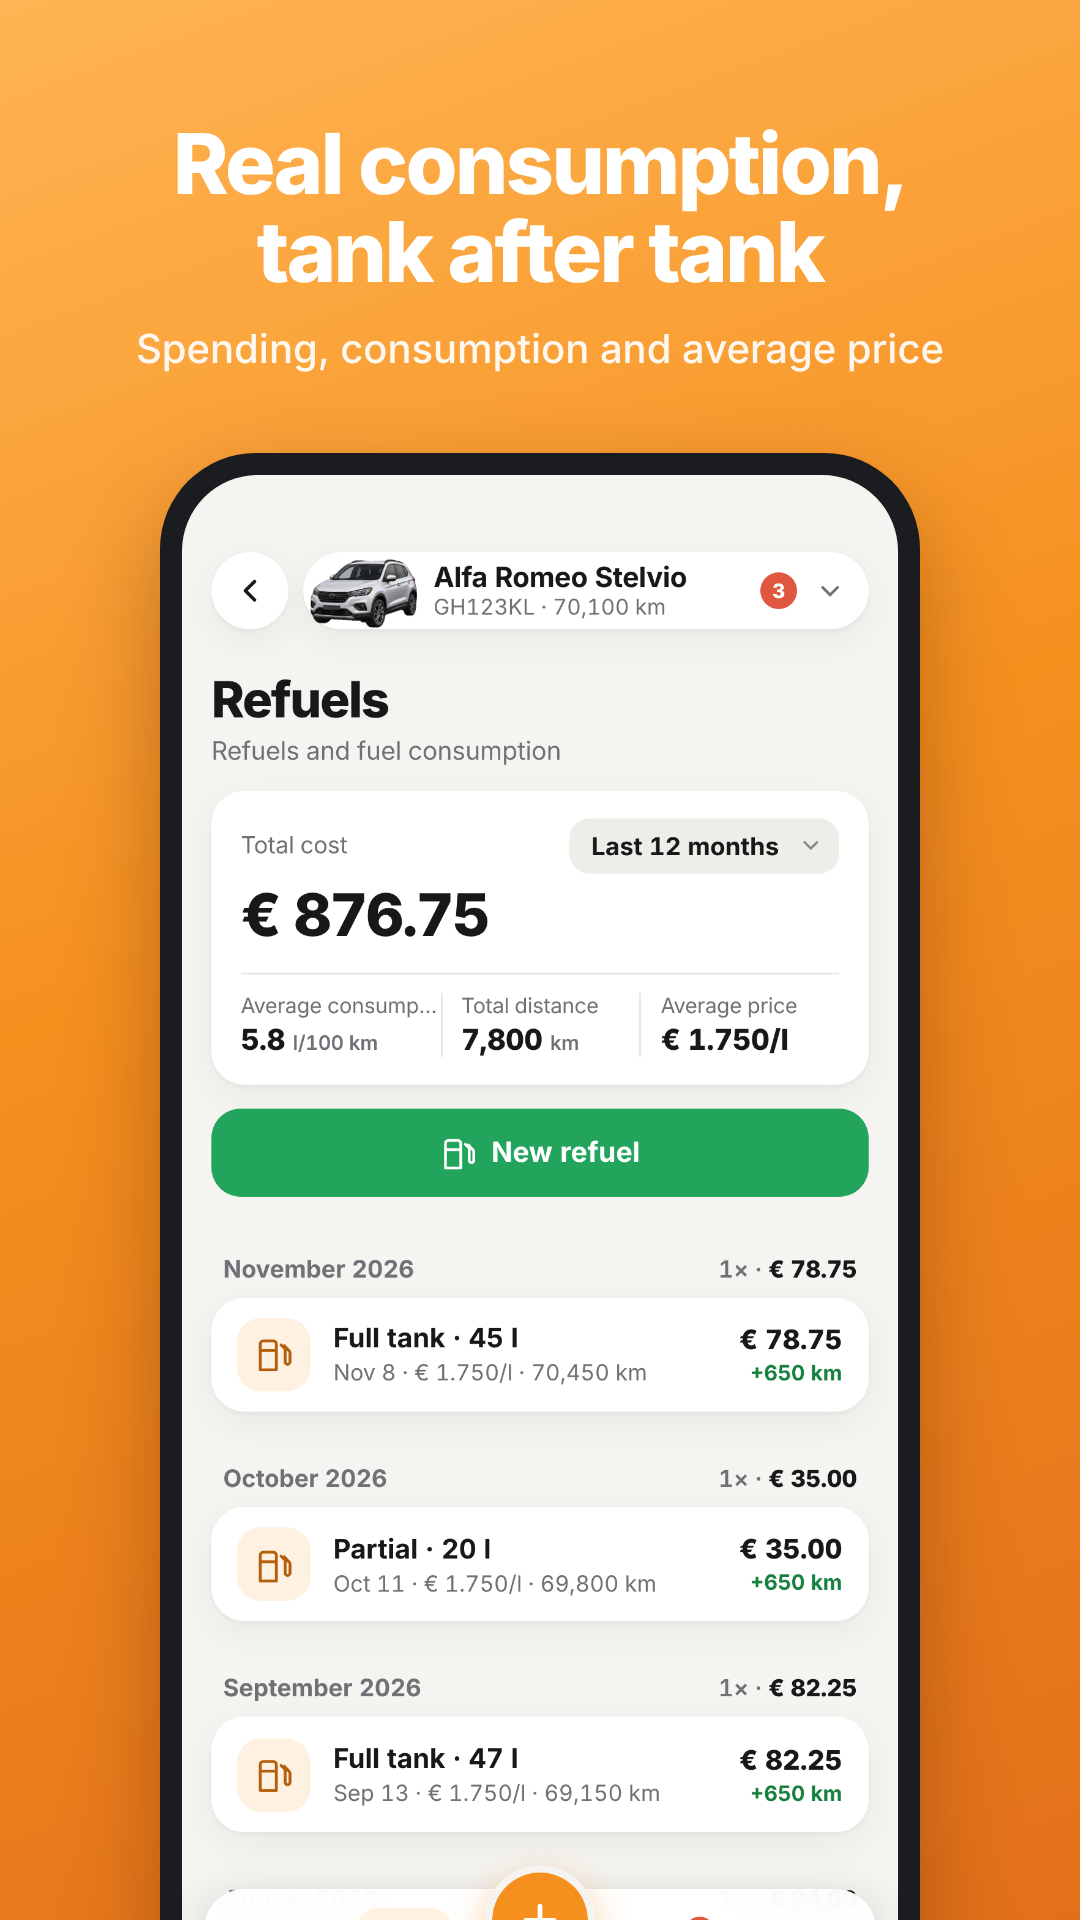 Real consumption,
tank after tank
Spending, consumption and average price
Alfa Romeo Stelvio
GH123KL · 70,100 km
3
Refuels
Refuels and fuel consumption
Total cost
Last 12 months
€ 876.75
Average consump...
Total distance
Average price
5.8 l/100 km
7,800 km
€ 1.750/l
New refuel
November 2026
1× · € 78.75
Full tank · 45 l
€ 78.75
Nov 8 · € 1.750/l · 70,450 km
+650 km
October 2026
1× · € 35.00
Partial · 20 l
€ 35.00
Oct 11 · € 1.750/l · 69,800 km
+650 km
September 2026
1× · € 82.25
Full tank · 47 l
€ 82.25
Sep 13 · € 1.750/l · 69,150 km
+650 km